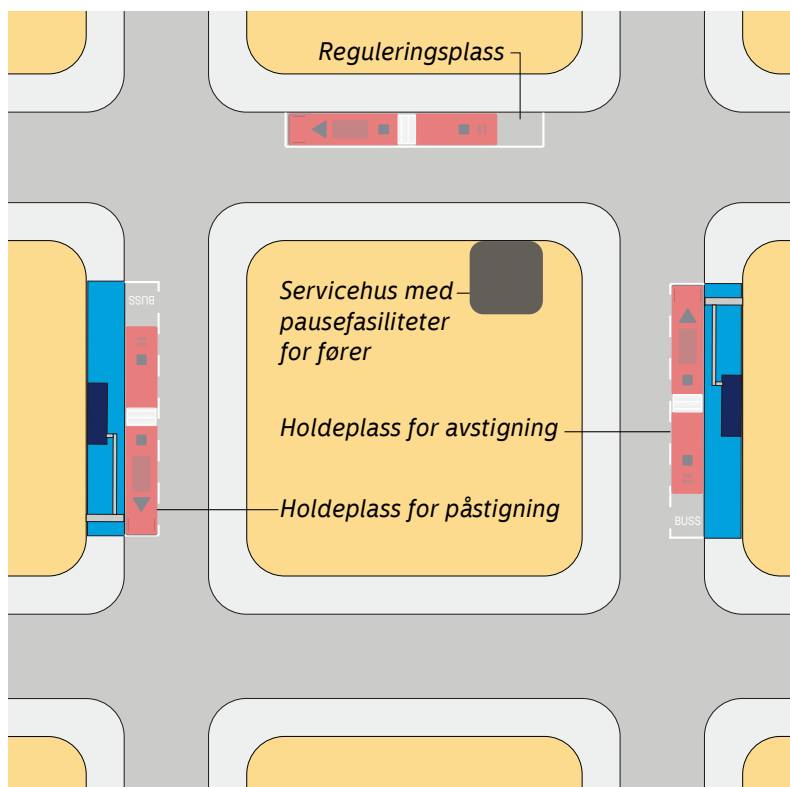 Reguleringsplass
Servicehus med
pausefasiliteter
for fører
BUSS
Holdeplass for avstigning
Holdeplass for påstigning
BUSS